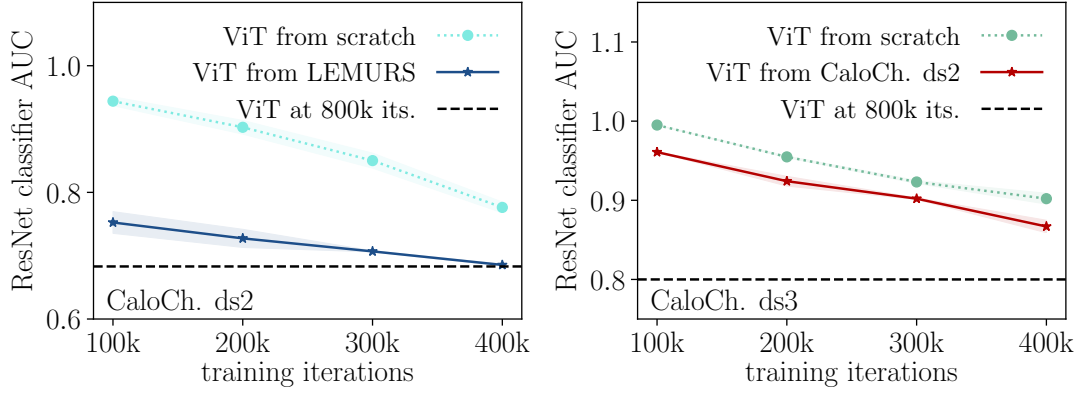 ResNet classifier AUC
1.0
0.8
0.6
ViT from scratch
ViT from LEMURS
ViT at 800k its.
CaloCh. ds2
100k 200k 300k 400k
training iterations
ResNet classifier AUC
1.1
1.0
0.9
0.8
ViT from scratch
ViT from CaloCh. ds2
ViT at 800k its.
CaloCh. ds3
100k 200k 300k 400k
training iterations